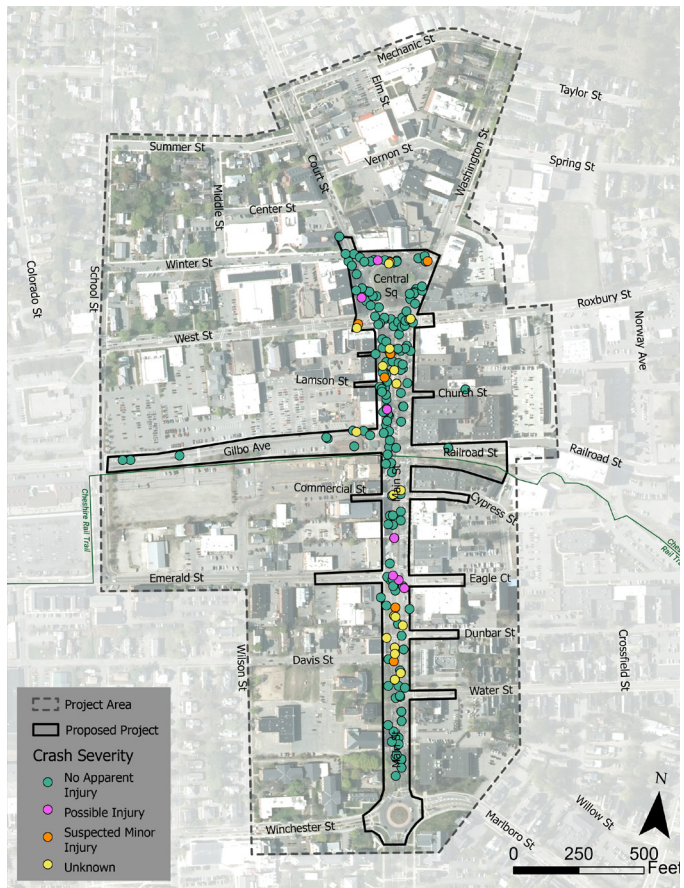 Mechanic St
Elm St
Taylor St
Summer St
Court St
Vernon St
Washington St
Spring St
Middle St
Center St
Colorado St
School St
Winter St
Central
Sq
Roxbury St
West St
Norway Ave
Lamson St
Church St
Gilbo Ave
Railroad St
Railroad St
Main St
Commercial St
Cypress St
Cheshire Rail Trail
Rail Tra
Emerald St
Eagle Ct
Wilson St
Davis St
Dunbar St
Crossfield St
Water St
Project Area
Proposed Project
Crash Severity
No Apparent
Injury
Possible Injury
Suspected Minor
Injury
Unknown
Winchester St
Marlboro St
Willow St
N
0 250 500
Feet